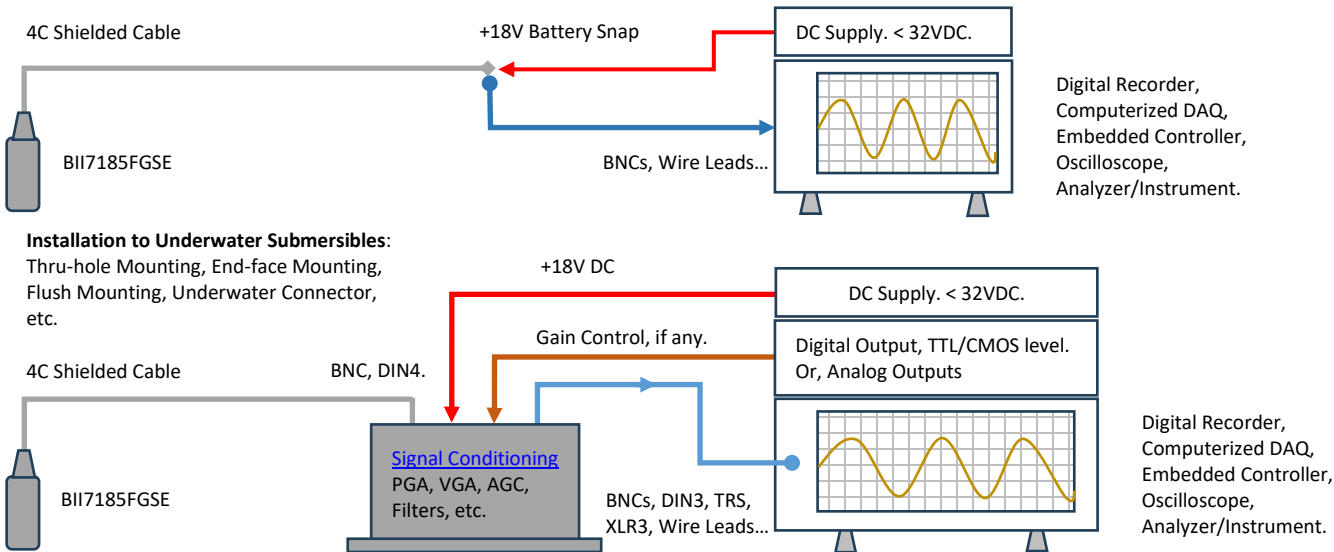 4C Shielded Cable
+18V Battery Snap
DC Supply. < 32VDC.
BII7185FGSE
BNCs, Wire Leads...
Digital Recorder,
Computerized DAQ,
Embedded Controller,
Oscilloscope,
Analyzer/Instrument.
Installation to Underwater Submersibles:
Thru-hole Mounting, End-face Mounting,
Flush Mounting, Underwater Connector,
etc.
+18V DC
DC Supply. < 32VDC.
Gain Control, if any.
Digital Output, TTL/CMOS level.
Or, Analog Outputs
4C Shielded Cable
BNC, DIN4.
BII7185FGSE
Signal Conditioning
PGA, VGA, AGC,
Filters, etc.
BNCs, DIN3, TRS,
XLR3, Wire Leads...
Digital Recorder,
Computerized DAQ,
Embedded Controller,
Oscilloscope,
Analyzer/Instrument.